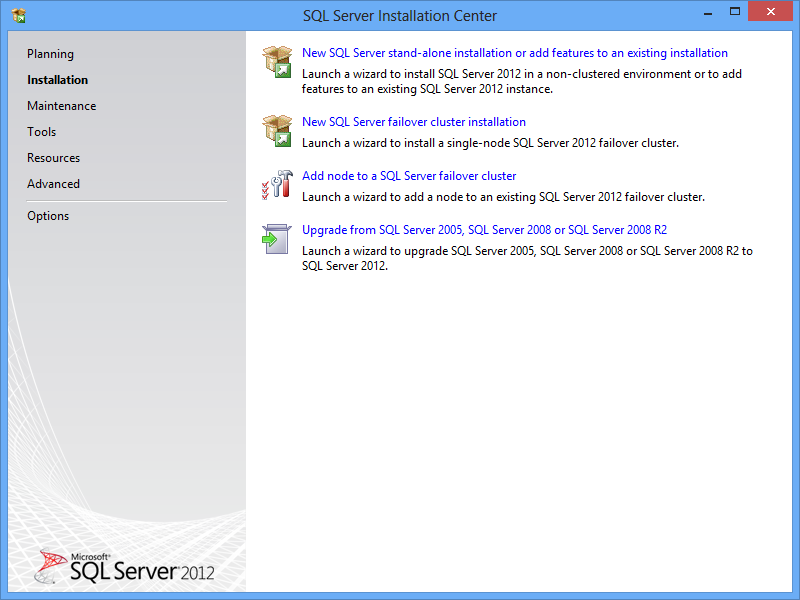 SQL Server Installation Center
Planning
Installation
Maintenance
Tools
Resources
Advanced
Options
New SQL Server stand-alone installation or add features to an existing installation
Launch a wizard to install SQL Server 2012 in a non-clustered environment or to add
features to an existing SQL Server 2012 instance.
New SQL Server failover cluster installation
Launch a wizard to install a single-node SQL Server 2012 failover cluster.
Add node to a SQL Server failover cluster
Launch a wizard to add a node to an existing SQL Server 2012 failover cluster.
Upgrade from SQL Server 2005, SQL Server 2008 or SQL Server 2008 R2
Launch a wizard to upgrade SQL Server 2005, SQL Server 2008 or SQL Server 2008 R2 to
SQL Server 2012.
Microsoft®
SQL Server® 2012